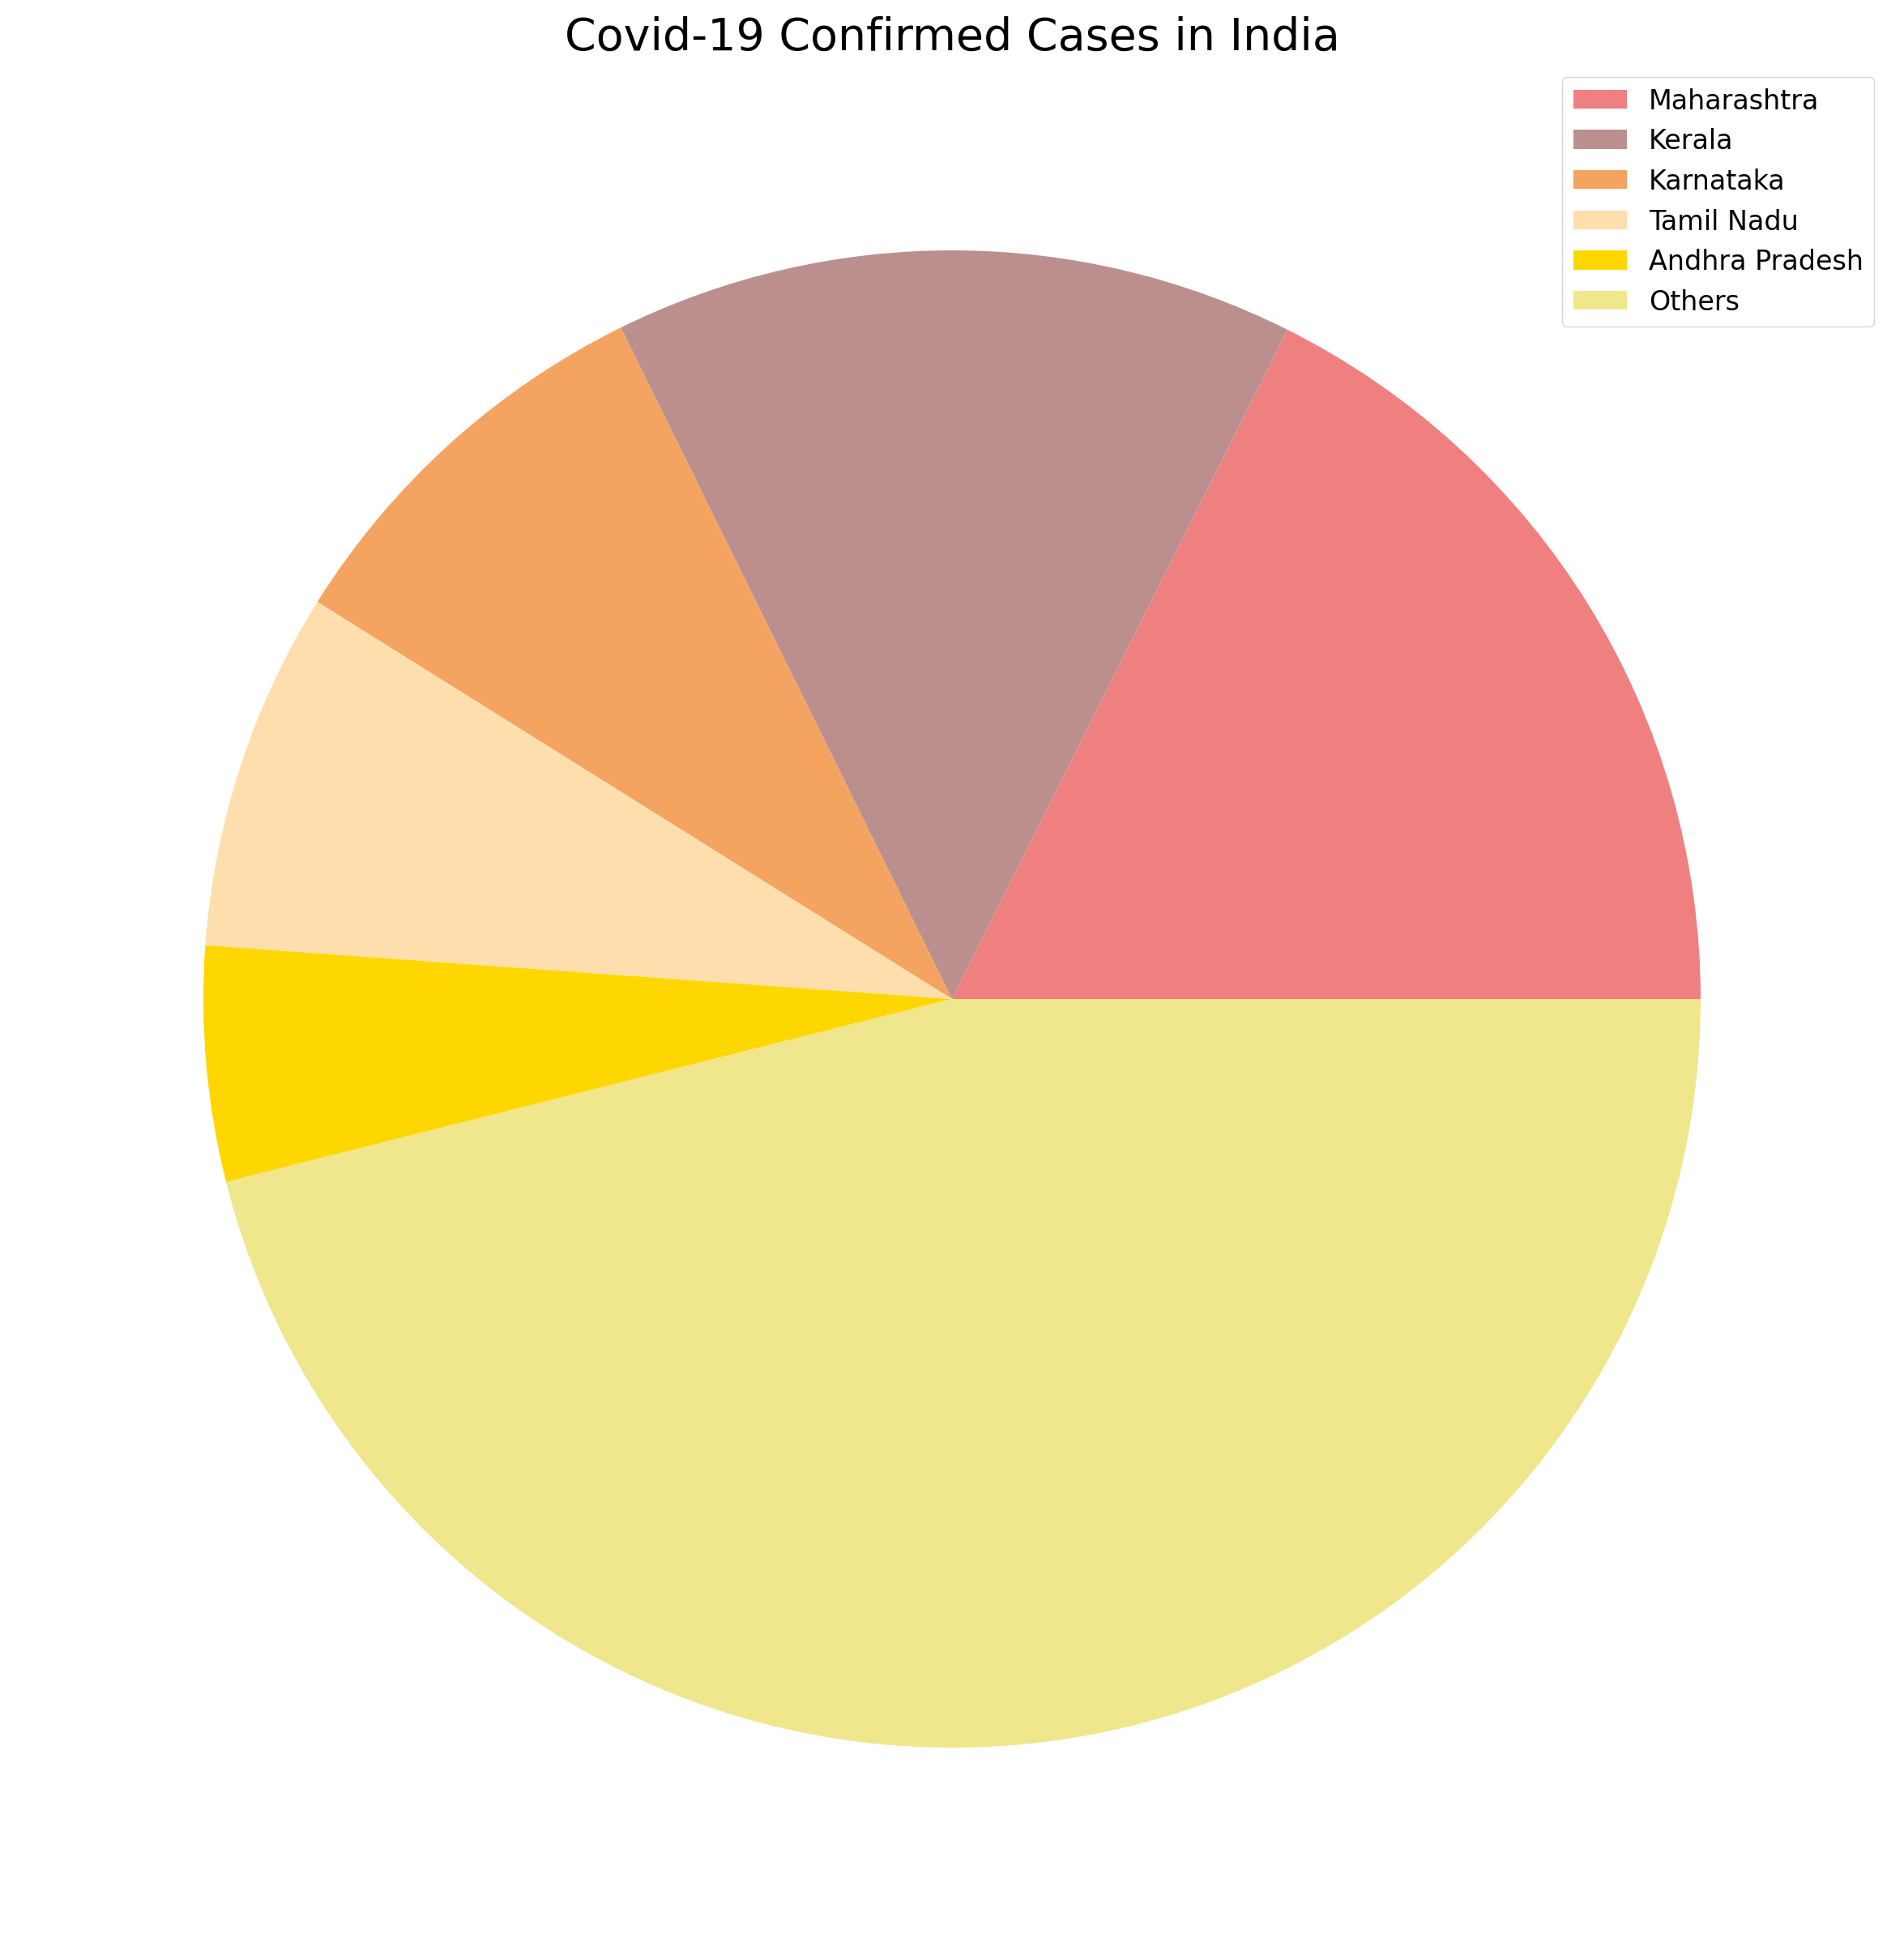 Covid-19 Confirmed Cases in India
Maharashtra
Kerala
Karnataka
Tamil Nadu
Andhra Pradesh
Others